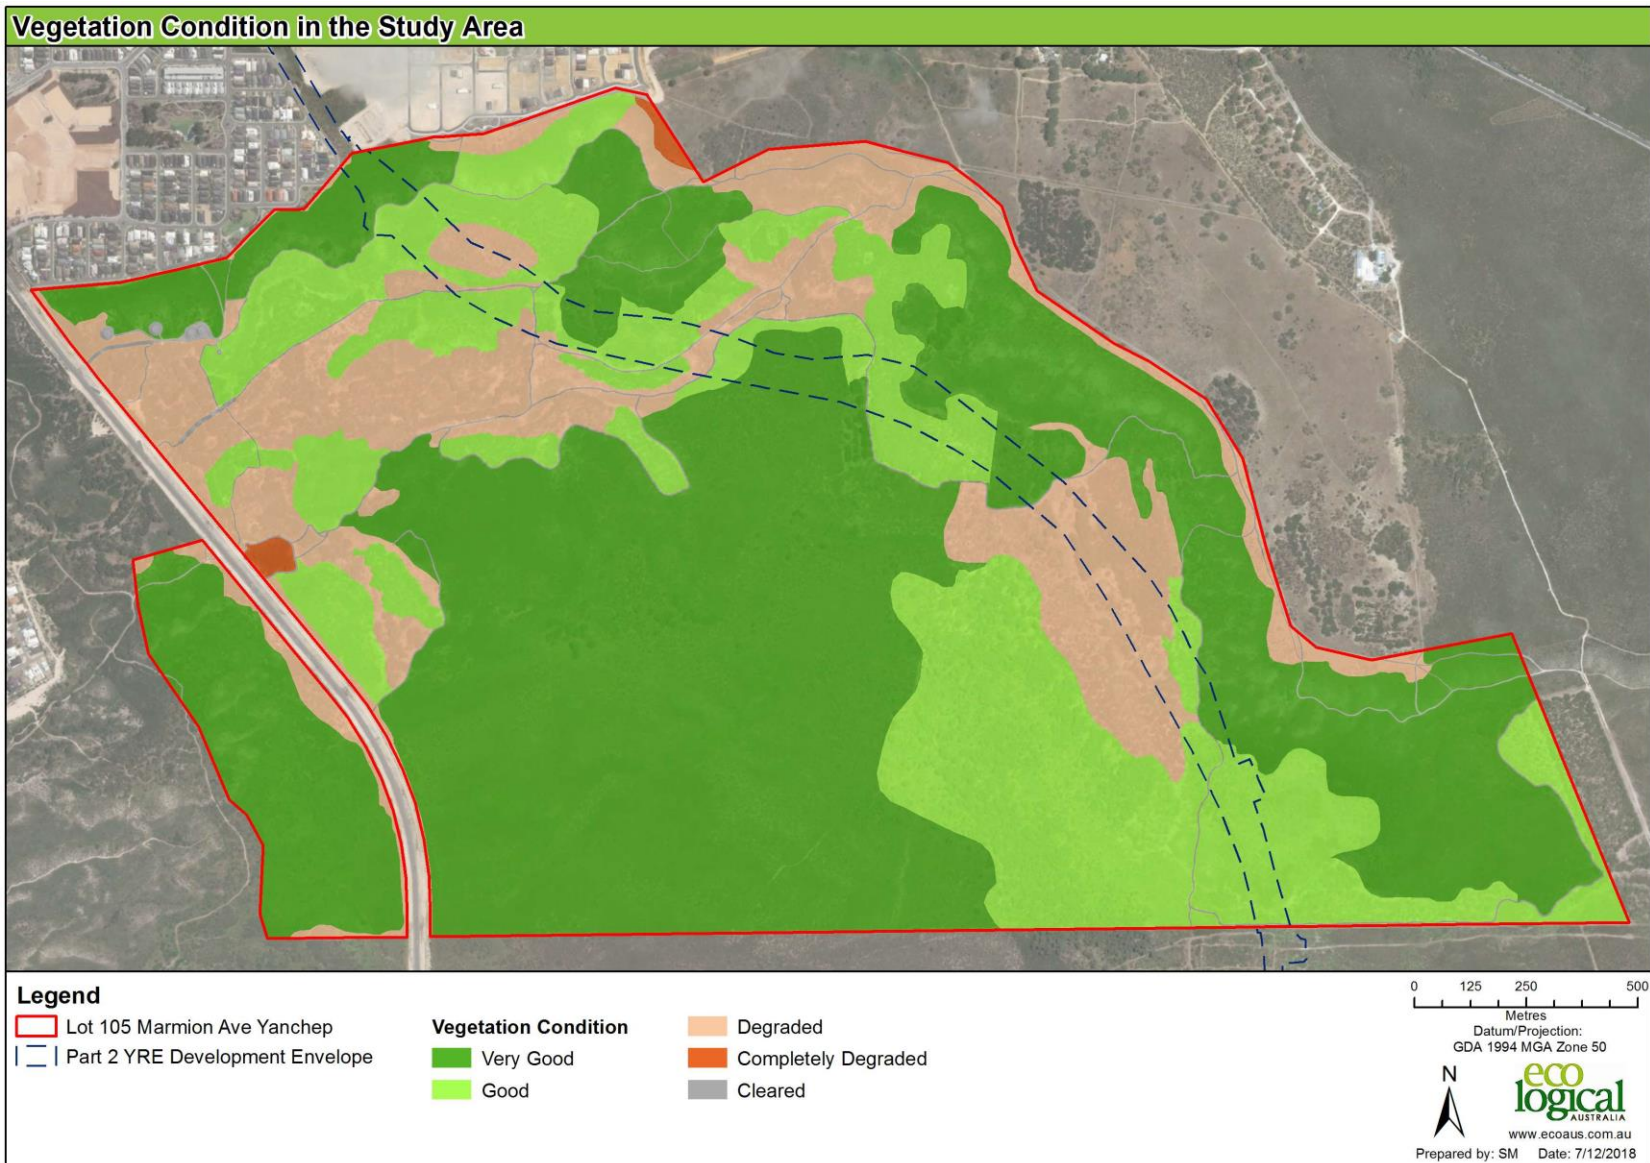 Vegetation Condition in the Study Area
Legend
Lot 105 Marmion Ave Yanchep
Part 2 YRE Development Envelope
Vegetation Condition
Very Good
Good
Degraded
Completely Degraded
Cleared
0 125 250 500
Metres
Datum/Projection:
GDA 1994 MGA Zone 50
N
eco
logical
AUSTRALIA
www.ecoaus.com.au
Prepared by: SM Date: 7/12/2018